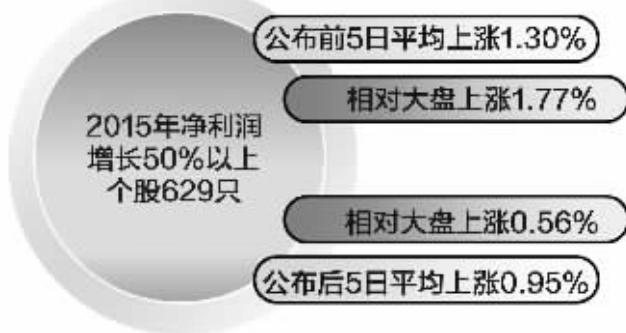 公布前5日平均上涨1.30%
相对大盘上涨1.77%
2015年净利润
增长50%以上
个股629只
相对大盘上涨0.56%
公布后5日平均上涨0.95%